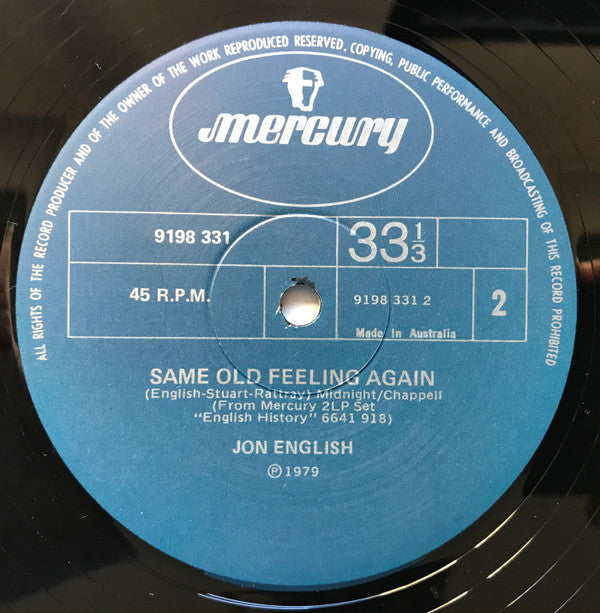 ALL RIGHTS OF THE RECORD PRODUCER AND OF THE OWNER OF THE WORK REPRODUCED RESERVED. COPYING, PUBLIC PERFORMANCE AND BROADCASTING OF THIS RECORD PROHIBITED
mercury
9198 331
33 1/3
45 R.P.M.
9198 331 2
2
Made in Australia
SAME OLD FEELING AGAIN
(English-Stuart-Rattray) Midnight/Chappell
(From Mercury 2LP Set
"English History" 6641 918)
JON ENGLISH
℗1979